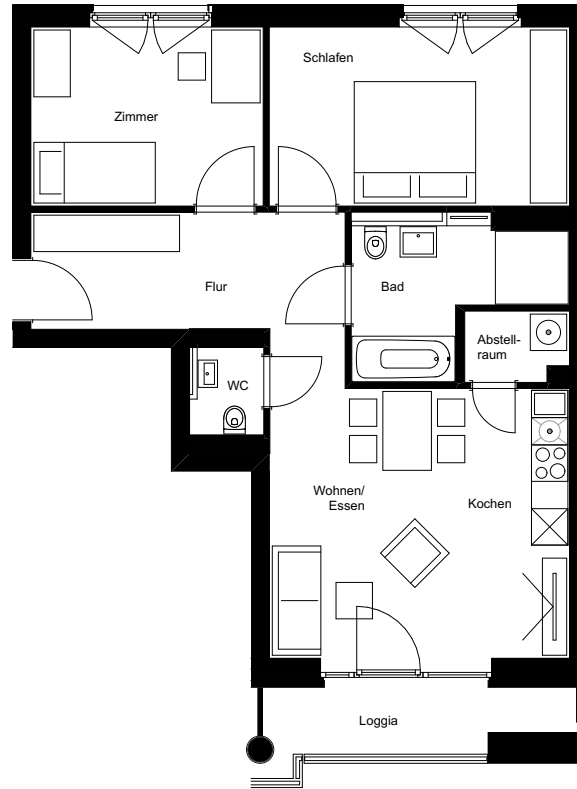 Schlafen
Zimmer
Flur
Bad
Abstell-
raum
WC
Wohnen/
Essen
Kochen
Loggia